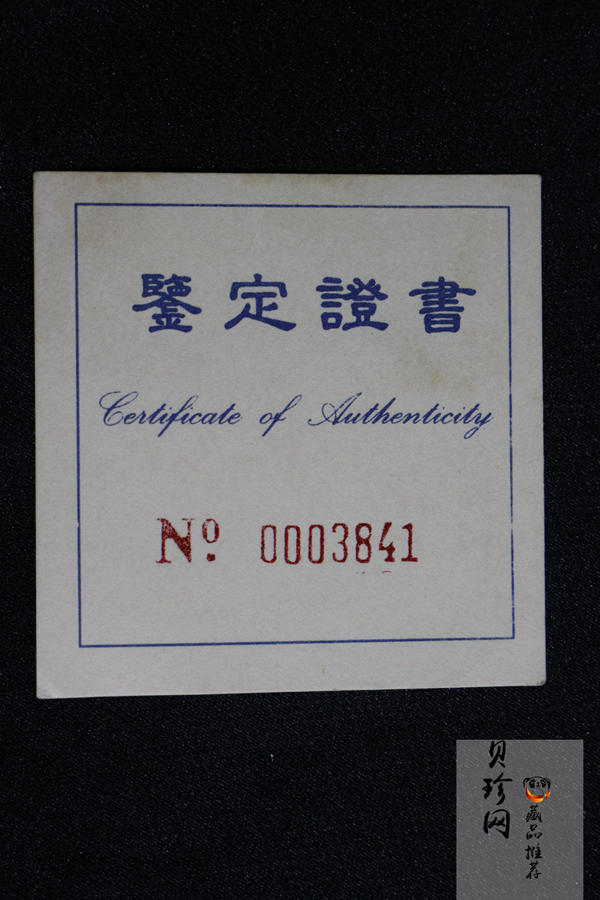 鑒定證書
Certificate of Authenticity
Nº 0003841
贝珍网
藏品推荐